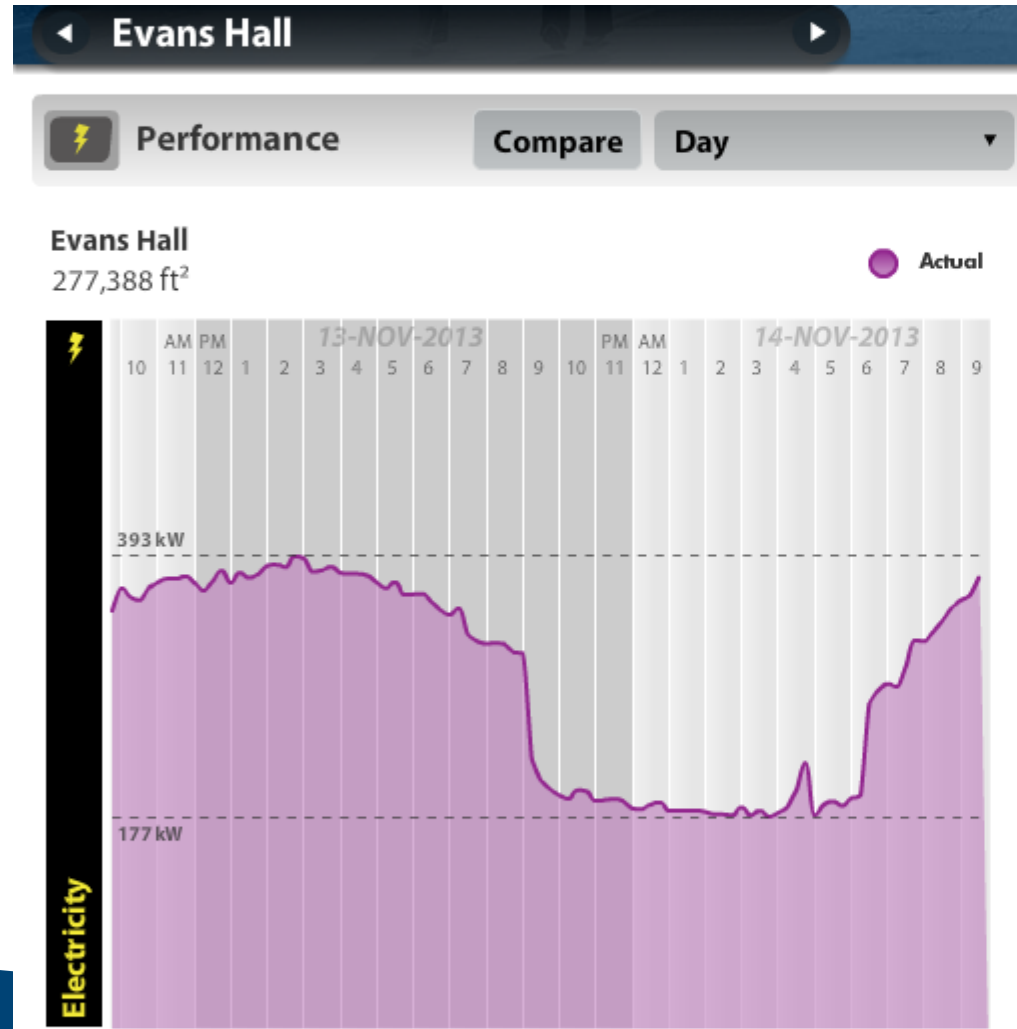 Evans Hall
Performance Compare Day
Evans Hall
277,388 ft²
Actual
13-NOV-2013 14-NOV-2013
AM PM PM AM
10 11 12 1 2 3 4 5 6 7 8 9 10 11 12 1 2 3 4 5 6 7 8 9
393 kW
177 kW
Electricity